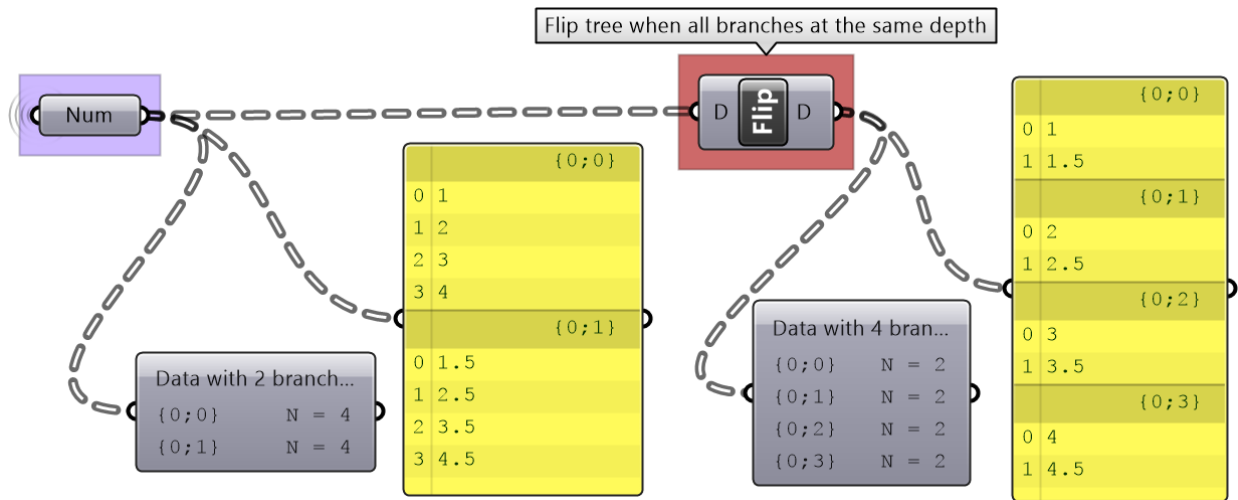 Flip tree when all branches at the same depth
Num
D Flip D
{0;0}
0 1
1 2
2 3
3 4
{0;1}
0 1.5
1 2.5
2 3.5
3 4.5
Data with 2 branch...
{0;0} N = 4
{0;1} N = 4
Data with 4 bran...
{0;0} N = 2
{0;1} N = 2
{0;2} N = 2
{0;3} N = 2
{0;0}
0 1
1 1.5
{0;1}
0 2
1 2.5
{0;2}
0 3
1 3.5
{0;3}
0 4
1 4.5